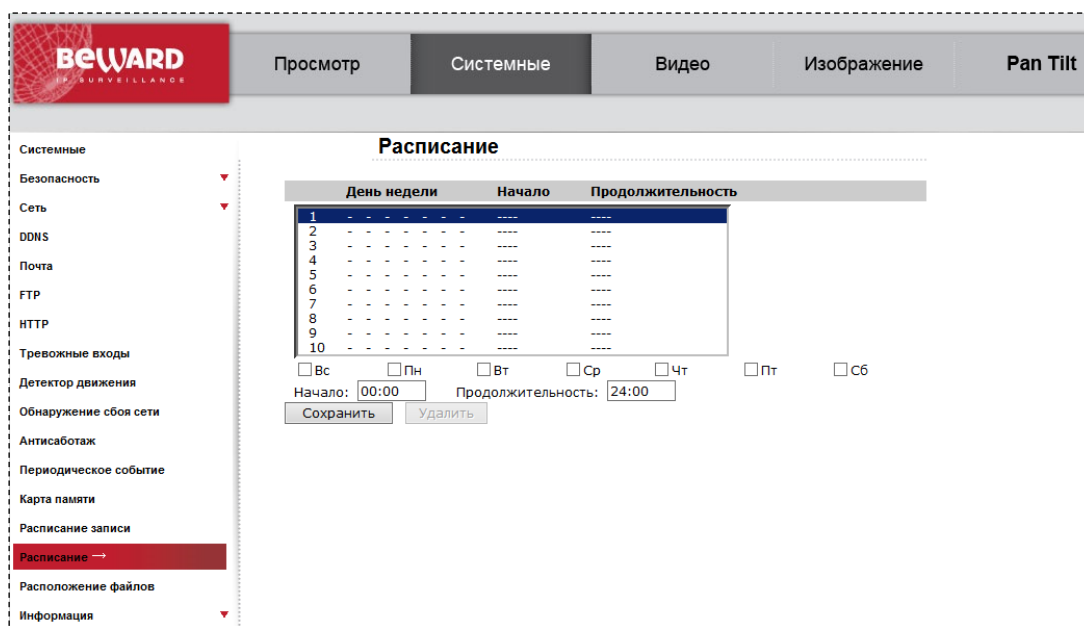 BEWARD
IP SURVEILLANCE
Просмотр Системные Видео Изображение Pan Tilt
Системные
Безопасность
Сеть
DDNS
Почта
FTP
HTTP
Тревожные входы
Детектор движения
Обнаружение сбоя сети
Антисаботаж
Периодическое событие
Карта памяти
Расписание записи
Расписание →
Расположение файлов
Информация
Расписание
День недели Начало Продолжительность
1 - - - - - - - ---- ----
2 - - - - - - - ---- ----
3 - - - - - - - ---- ----
4 - - - - - - - ---- ----
5 - - - - - - - ---- ----
6 - - - - - - - ---- ----
7 - - - - - - - ---- ----
8 - - - - - - - ---- ----
9 - - - - - - - ---- ----
10 - - - - - - - ---- ----
Вс Пн Вт Ср Чт Пт Сб
Начало: 00:00 Продолжительность: 24:00
Сохранить Удалить